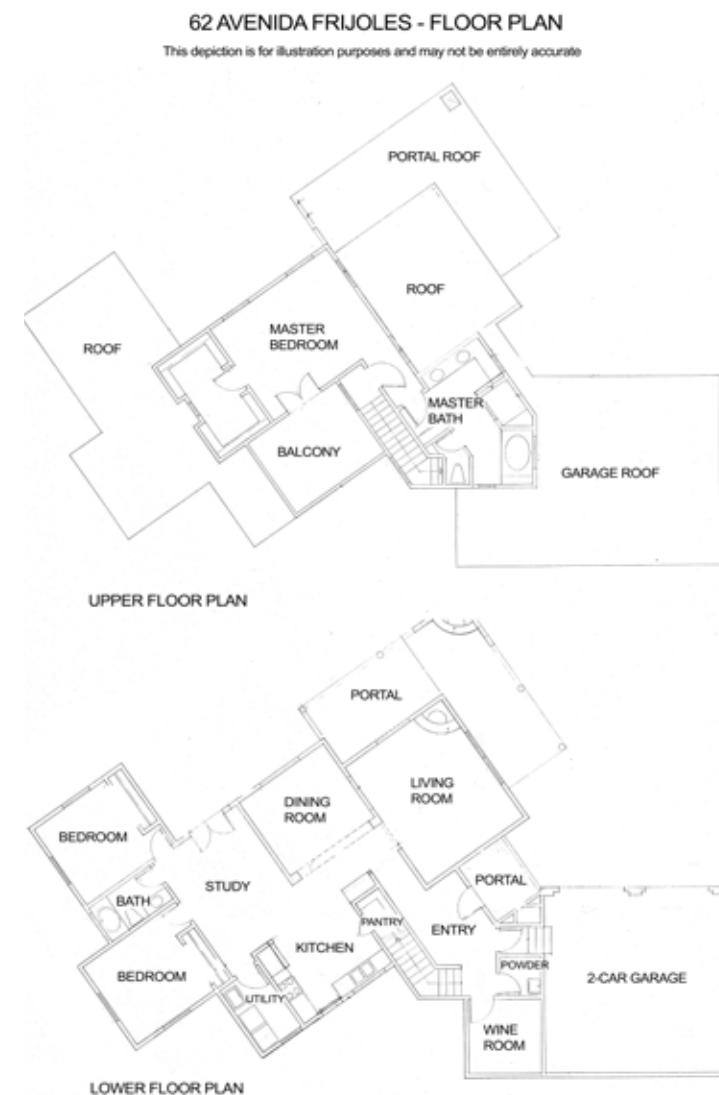 62 AVENIDA FRIJOLES - FLOOR PLAN
This depiction is for illustration purposes and may not be entirely accurate
PORTAL ROOF
ROOF
MASTER
BEDROOM
ROOF
MASTER
BATH
BALCONY
GARAGE ROOF
UPPER FLOOR PLAN
PORTAL
LIVING
ROOM
DINING
ROOM
BEDROOM
STUDY
PORTAL
BATH
PANTRY
ENTRY
KITCHEN
POWDER
BEDROOM
2-CAR GARAGE
UTILITY
WINE
ROOM
LOWER FLOOR PLAN